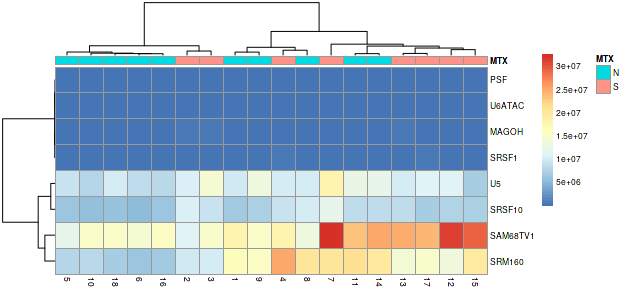 MTX
MTX
N
S
3e+07
2.5e+07
2e+07
1.5e+07
1e+07
5e+06
PSF
U6ATAC
MAGOH
SRSF1
U5
SRSF10
SAM68TV1
SRM160
5 10 18 6 16 2 3 1 9 4 8 7 11 14 13 17 12 15